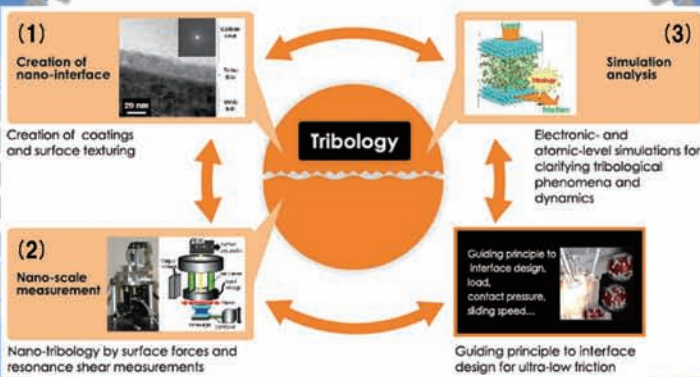 (1)
Creation of
nano-interface
20 nm
Creation of coatings
and surface texturing
Tribology
(3)
Simulation
analysis
Tribology
Friction
Electronic- and
atomic-level simulations for
clarifying tribological
phenomena and
dynamics
(2)
Nano-scale
measurement
Nano-tribology by surface forces and
resonance shear measurements
Guiding principle to
interface design,
load,
contact pressure,
sliding speed...
Guiding principle to interface
design for ultra-low friction